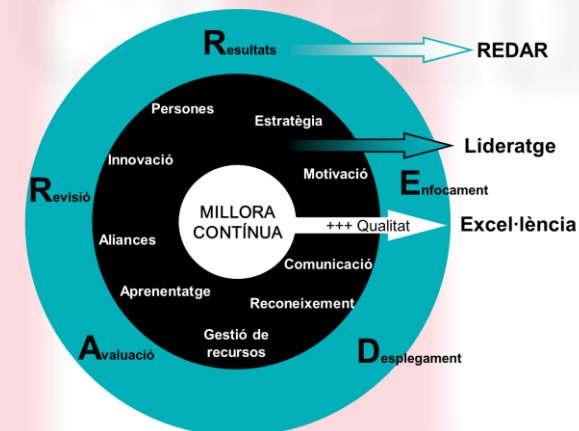 Resultats
REDAR
Persones
Estratègia
Lideratge
Innovació
Motivació
Revisió
Enfocament
MILLORA
CONTÍNUA
+++ Qualitat
Excel·lència
Aliances
Comunicació
Aprenentatge
Reconeixement
Gestió de
recursos
Avaluació
Desplegament